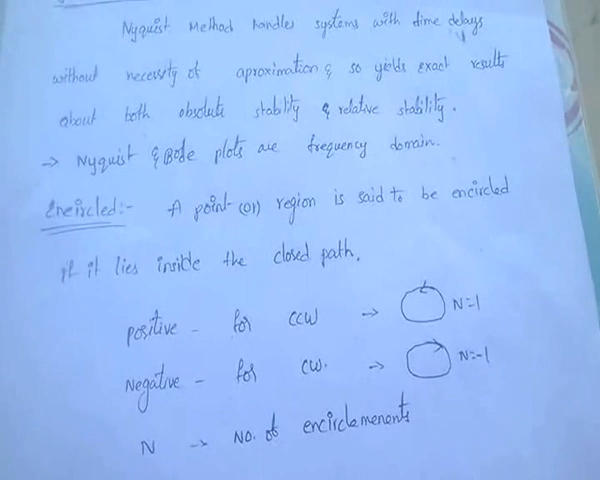 Nyquist Method handles systems with time delays
without necessity of aproximation & so yields exact results
about both absolute stability & relative stability.
→ Nyquist & Bode plots are frequency domain.
Encircled:- A point (or) region is said to be encircled
if it lies inside the closed path.
positive - for CCW → N=1
Negative - for CW. → N=-1
N → No. of encirclemenents